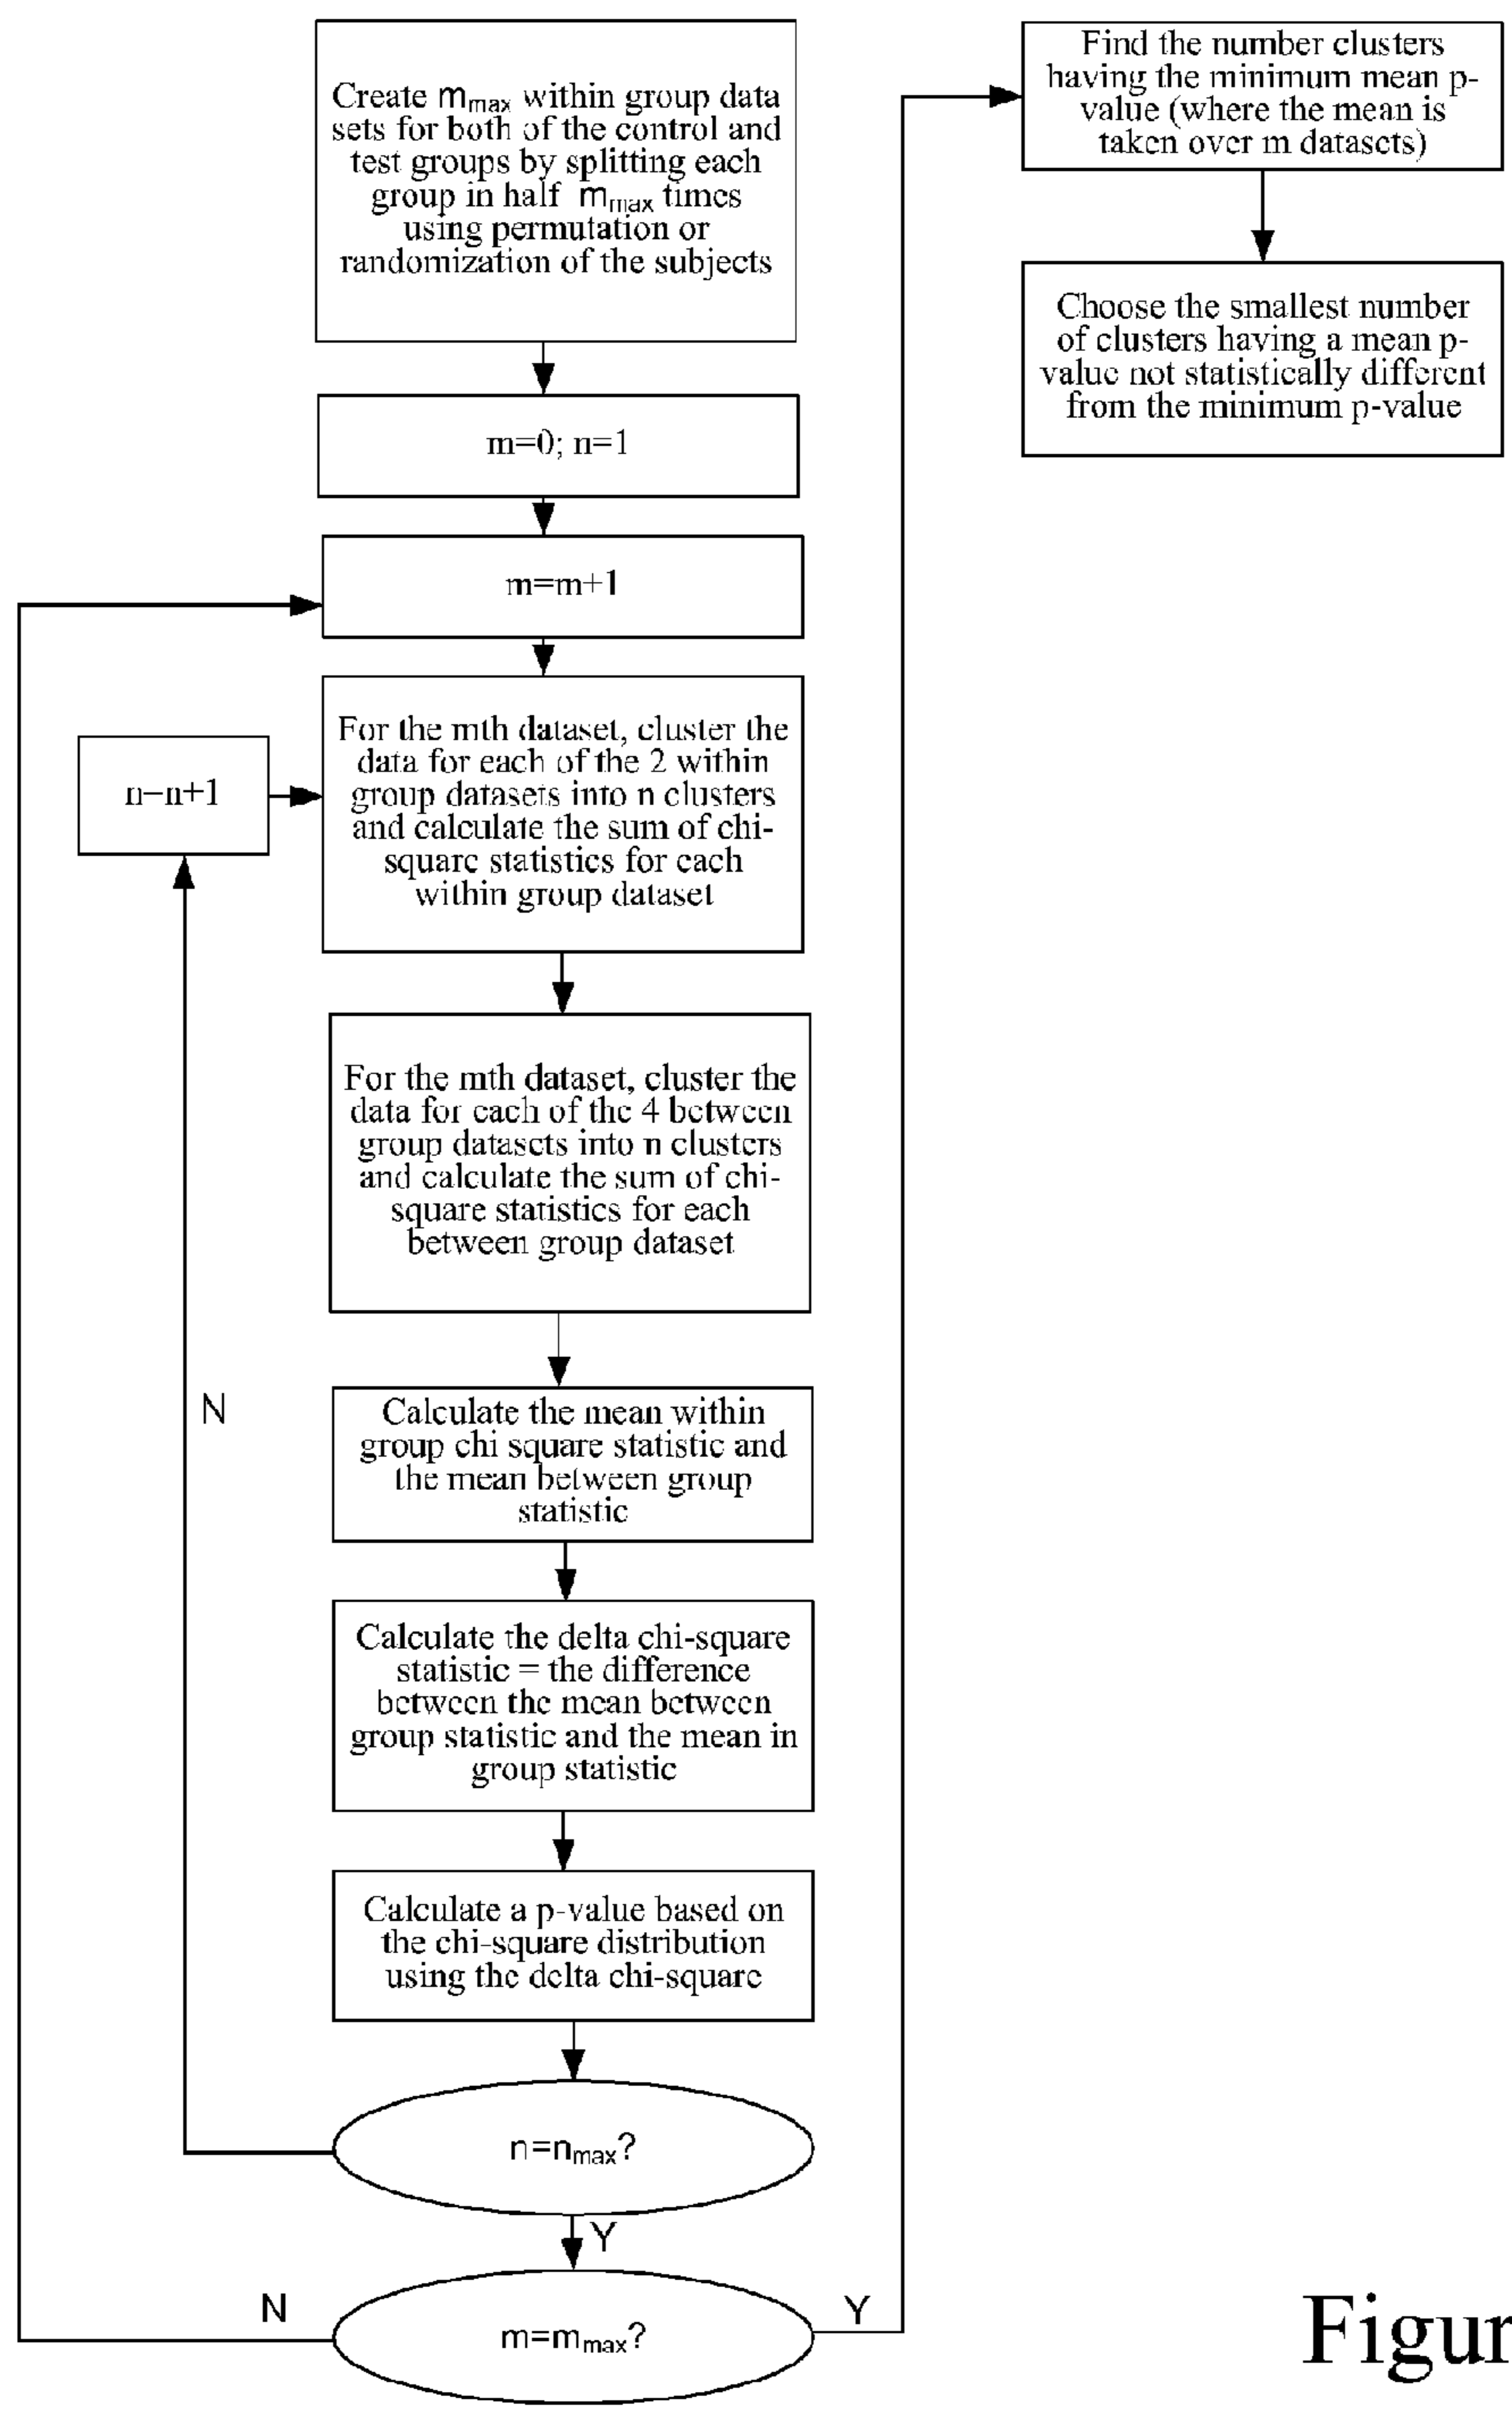 Create mmax within group data
sets for both of the control and
test groups by splitting each
group in half mmax times
using permutation or
randomization of the subjects
m=0; n=1
m=m+1
n−n+1
For the mth dataset, cluster the
data for each of the 2 within
group datasets into n clusters
and calculate the sum of chi-
square statistics for each
within group dataset
For the mth dataset, cluster the
data for each of the 4 between
group datasets into n clusters
and calculate the sum of chi-
square statistics for each
between group dataset
N
Calculate the mean within
group chi square statistic and
the mean between group
statistic
Calculate the delta chi-square
statistic = the difference
between the mean between
group statistic and the mean in
group statistic
Calculate a p-value based on
the chi-square distribution
using the delta chi-square
n=nmax?
Y
N
m=mmax?
Y
Find the number clusters
having the minimum mean p-
value (where the mean is
taken over m datasets)
Choose the smallest number
of clusters having a mean p-
value not statistically different
from the minimum p-value
Figur